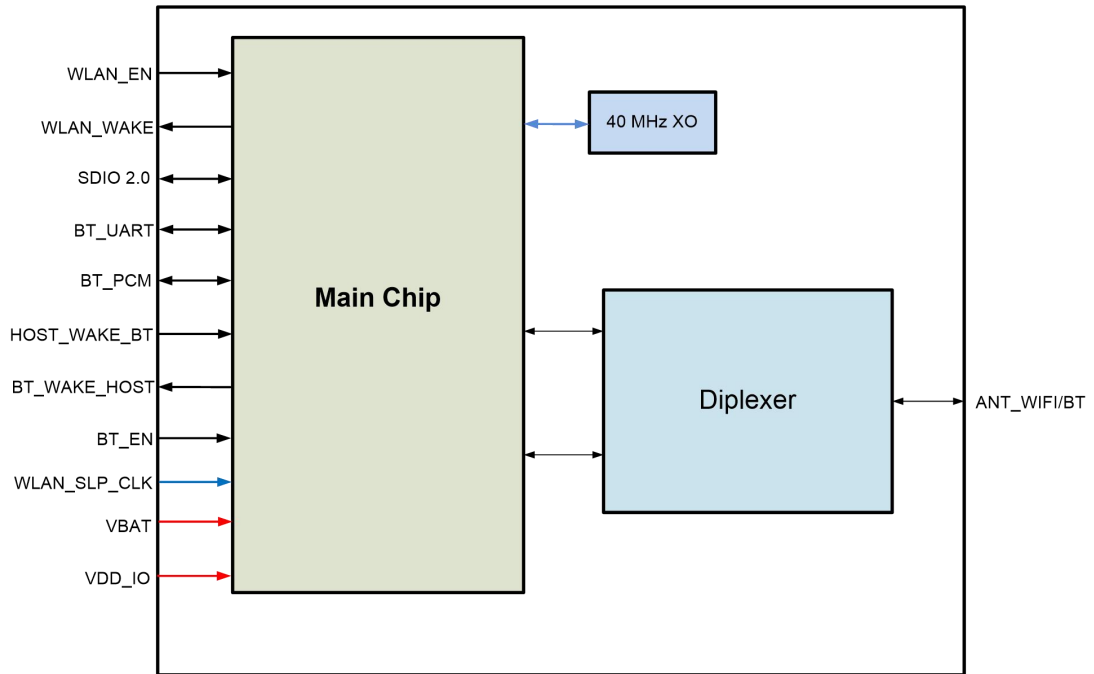 WLAN_EN
WLAN_WAKE
SDIO 2.0
BT_UART
BT_PCM
HOST_WAKE_BT
BT_WAKE_HOST
BT_EN
WLAN_SLP_CLK
VBAT
VDD_IO
Main Chip
40 MHz XO
Diplexer
ANT_WIFI/BT